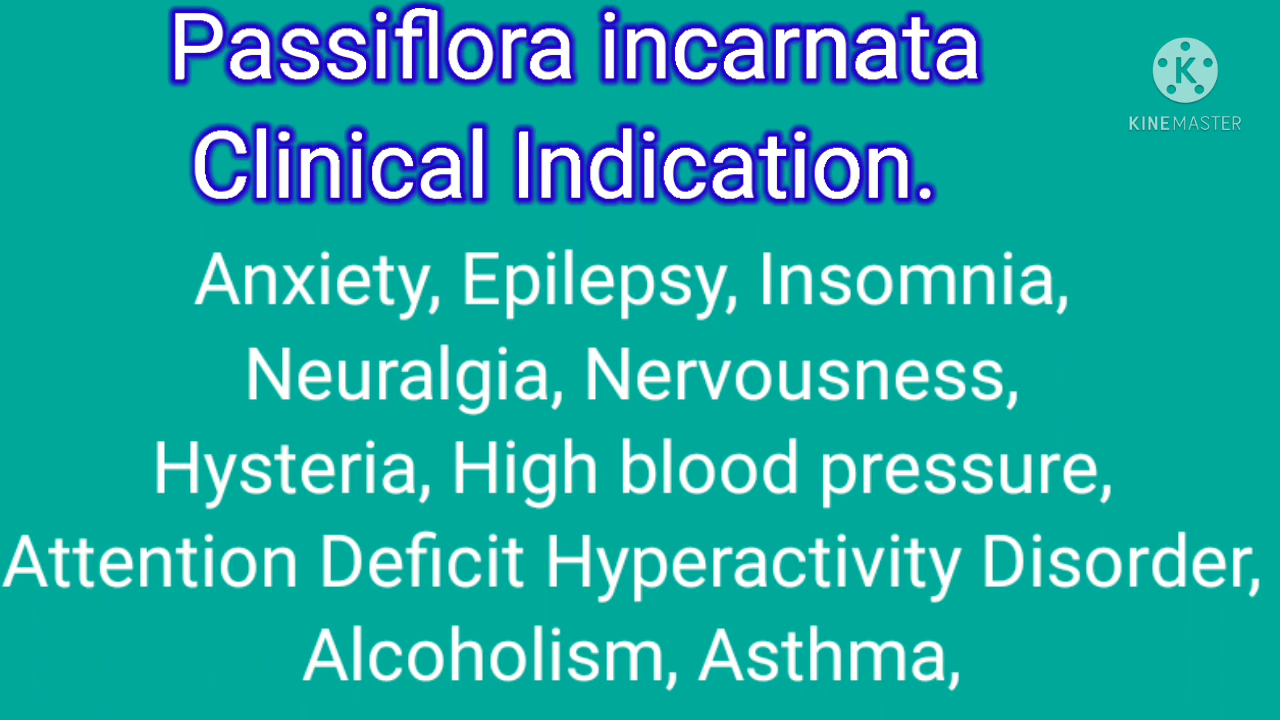 Passiflora incarnata
Clinical Indication.
K
KINEMASTER
Anxiety, Epilepsy, Insomnia,
Neuralgia, Nervousness,
Hysteria, High blood pressure,
Attention Deficit Hyperactivity Disorder,
Alcoholism, Asthma,